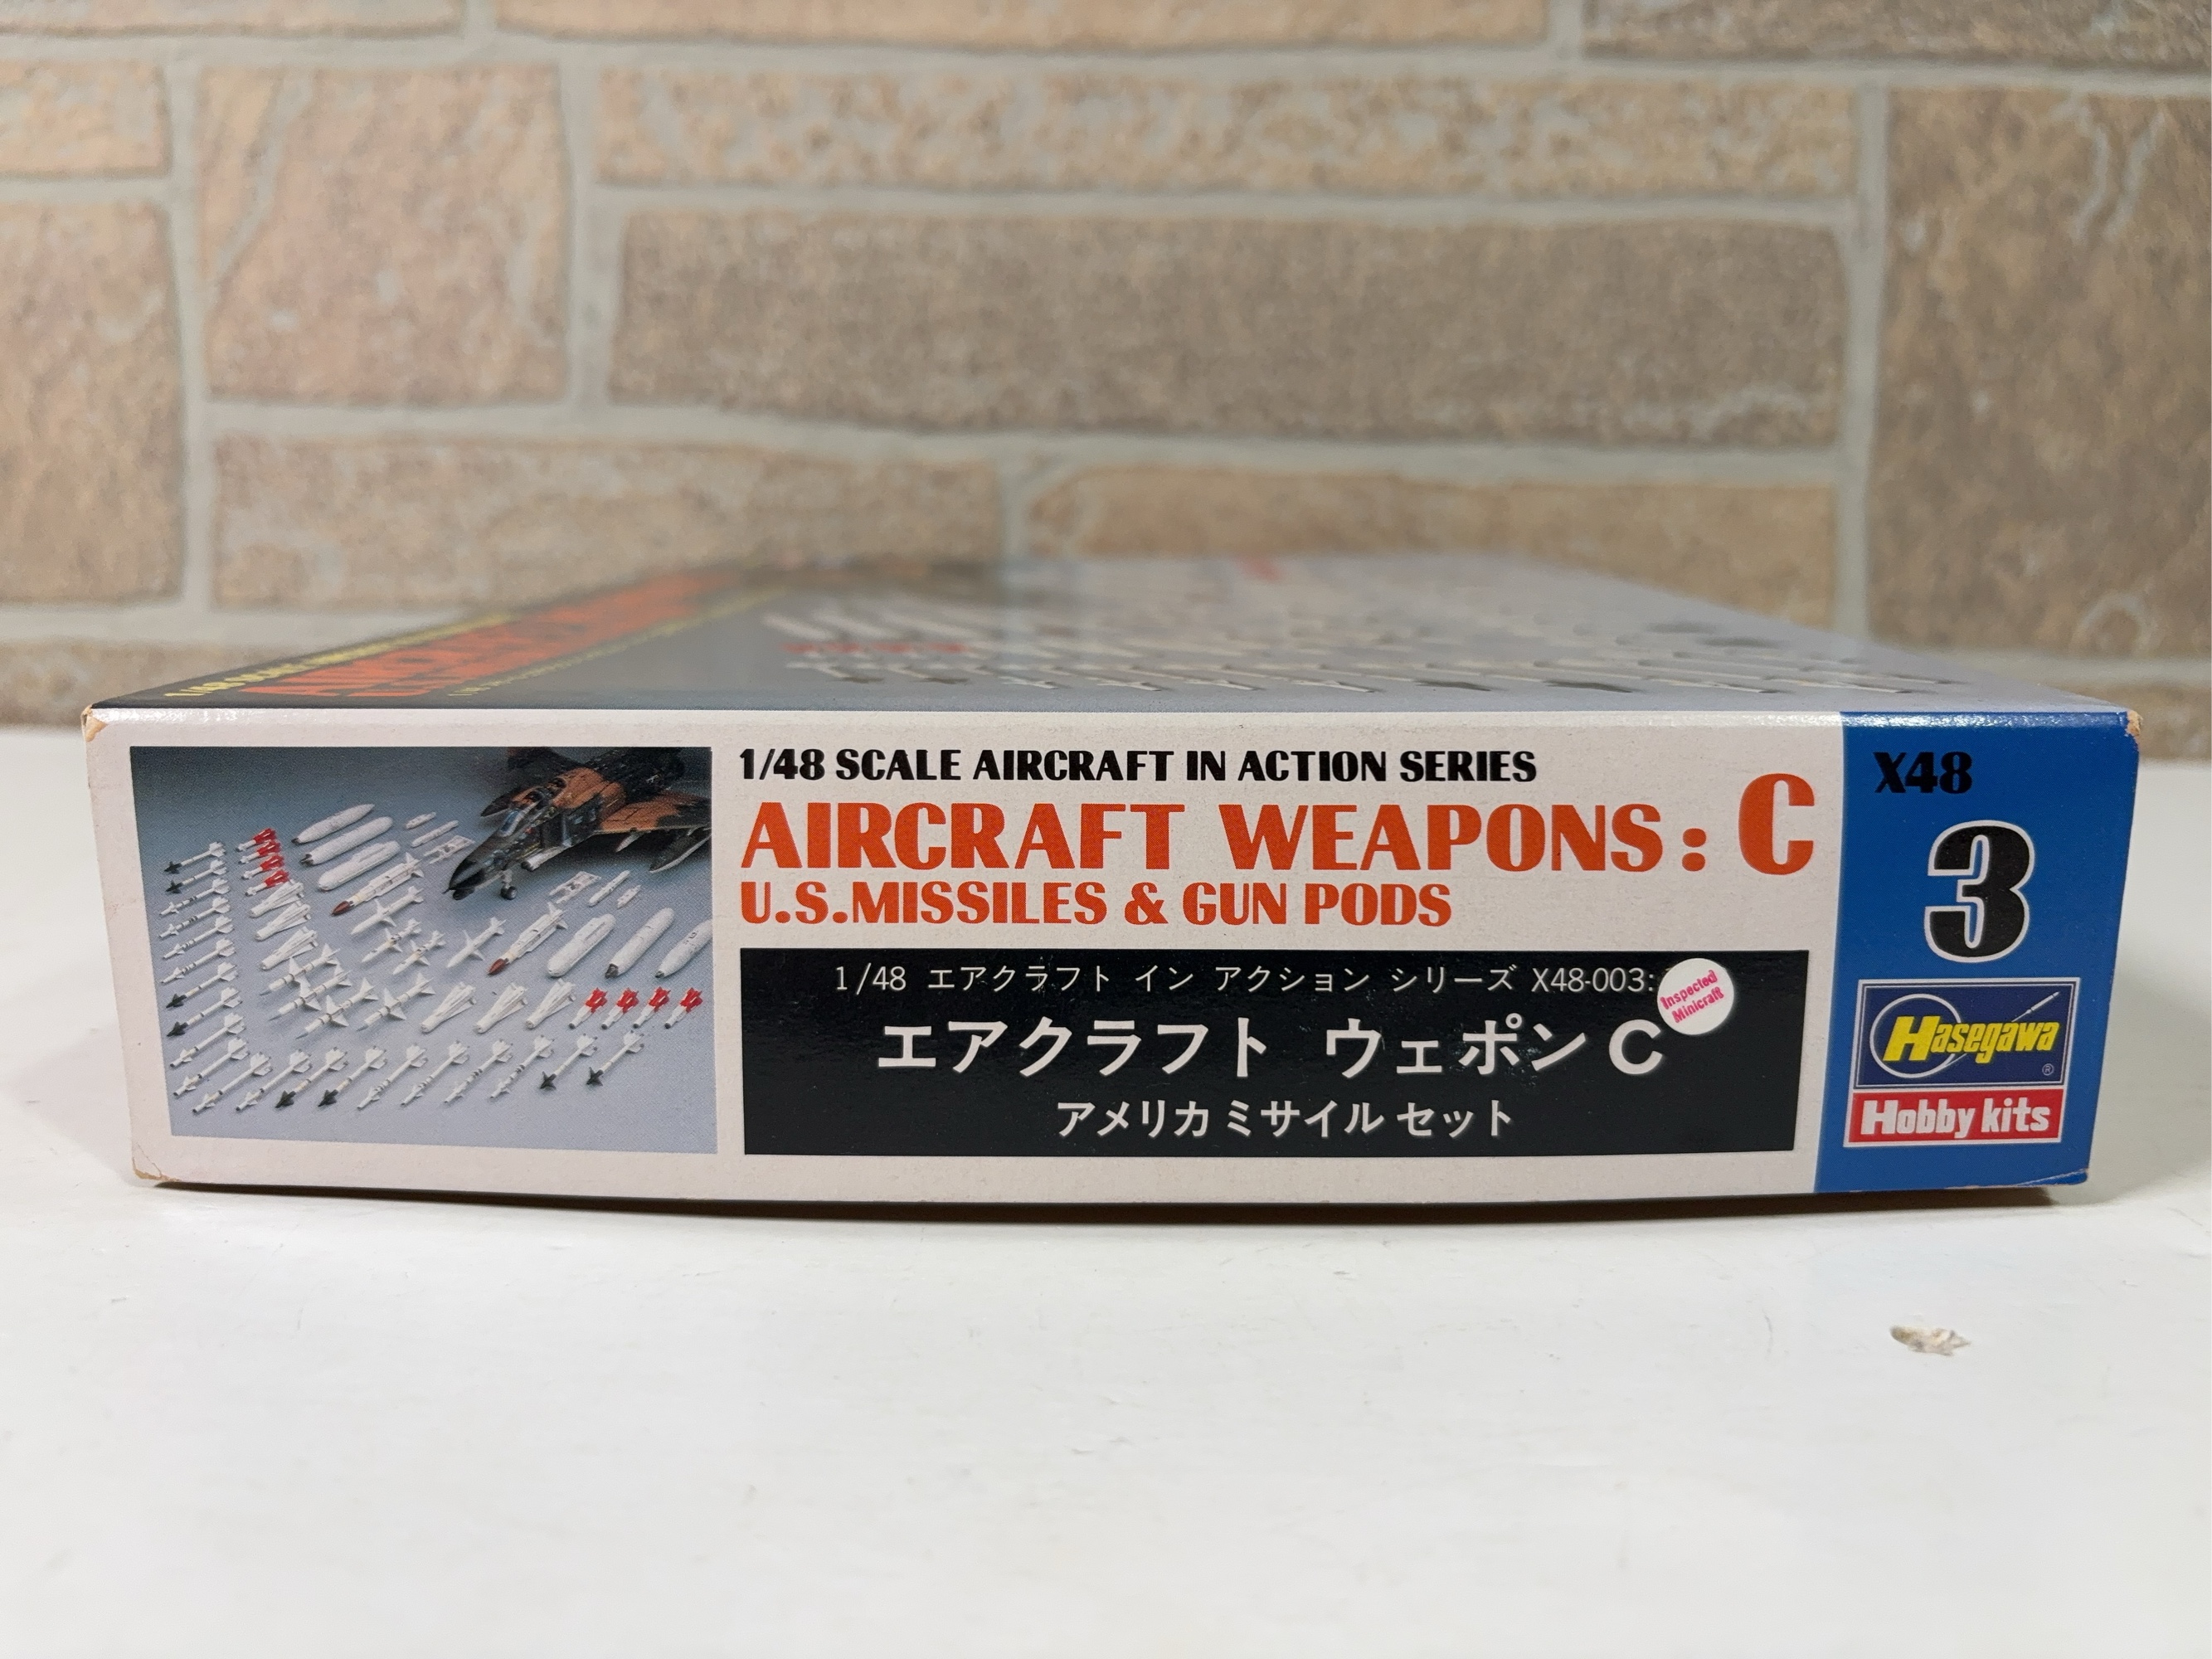 1/48 SCALE AIRCRAFT IN ACTION SERIES
AIRCRAFT WEAPONS: C
U.S.MISSILES & GUN PODS
1/48 エアクラフト イン アクション シリーズ X48-003:
Inspected
Minicraft
エアクラフト ウェポン C
アメリカ ミサイル セット
X48
3
Hasegawa
®
Hobby kits